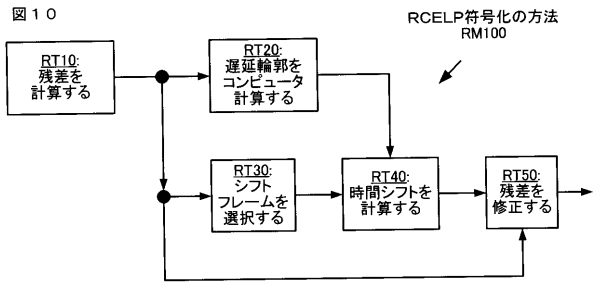 図１０
RCELP符号化の方法
RM100
RT10:
残差を
計算する
RT20:
遅延輪郭を
コンピュータ
計算する
RT30:
シフト
フレームを
選択する
RT40:
時間シフトを
計算する
RT50:
残差を
修正する